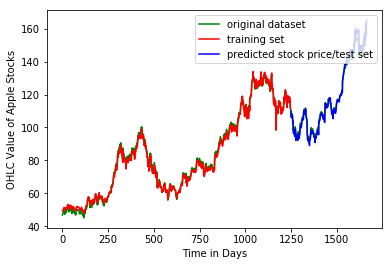 original dataset
training set
predicted stock price/test set
160
140
120
100
80
60
40
OHLC Value of Apple Stocks
0
250
500
750
1000
1250
1500
Time in Days